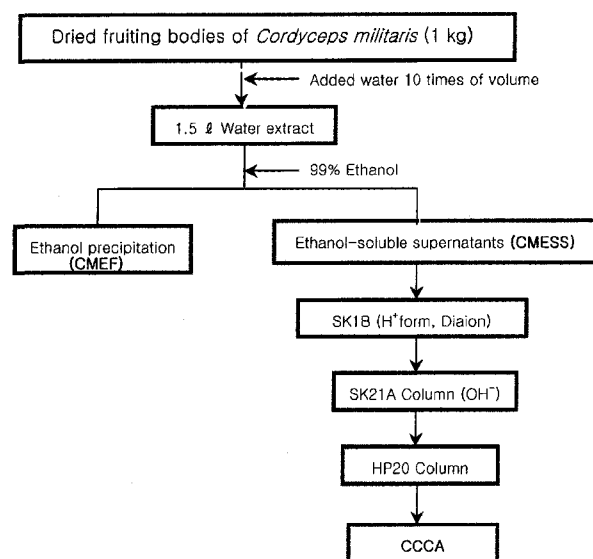 Dried fruiting bodies of Cordyceps militaris (1 kg)
Added water 10 times of volume
1.5 ℓ Water extract
99% Ethanol
Ethanol precipitation
(CMEF)
Ethanol-soluble supernatants (CMESS)
SK1B (H⁺form, Diaion)
SK21A Column (OH⁻)
HP20 Column
CCCA